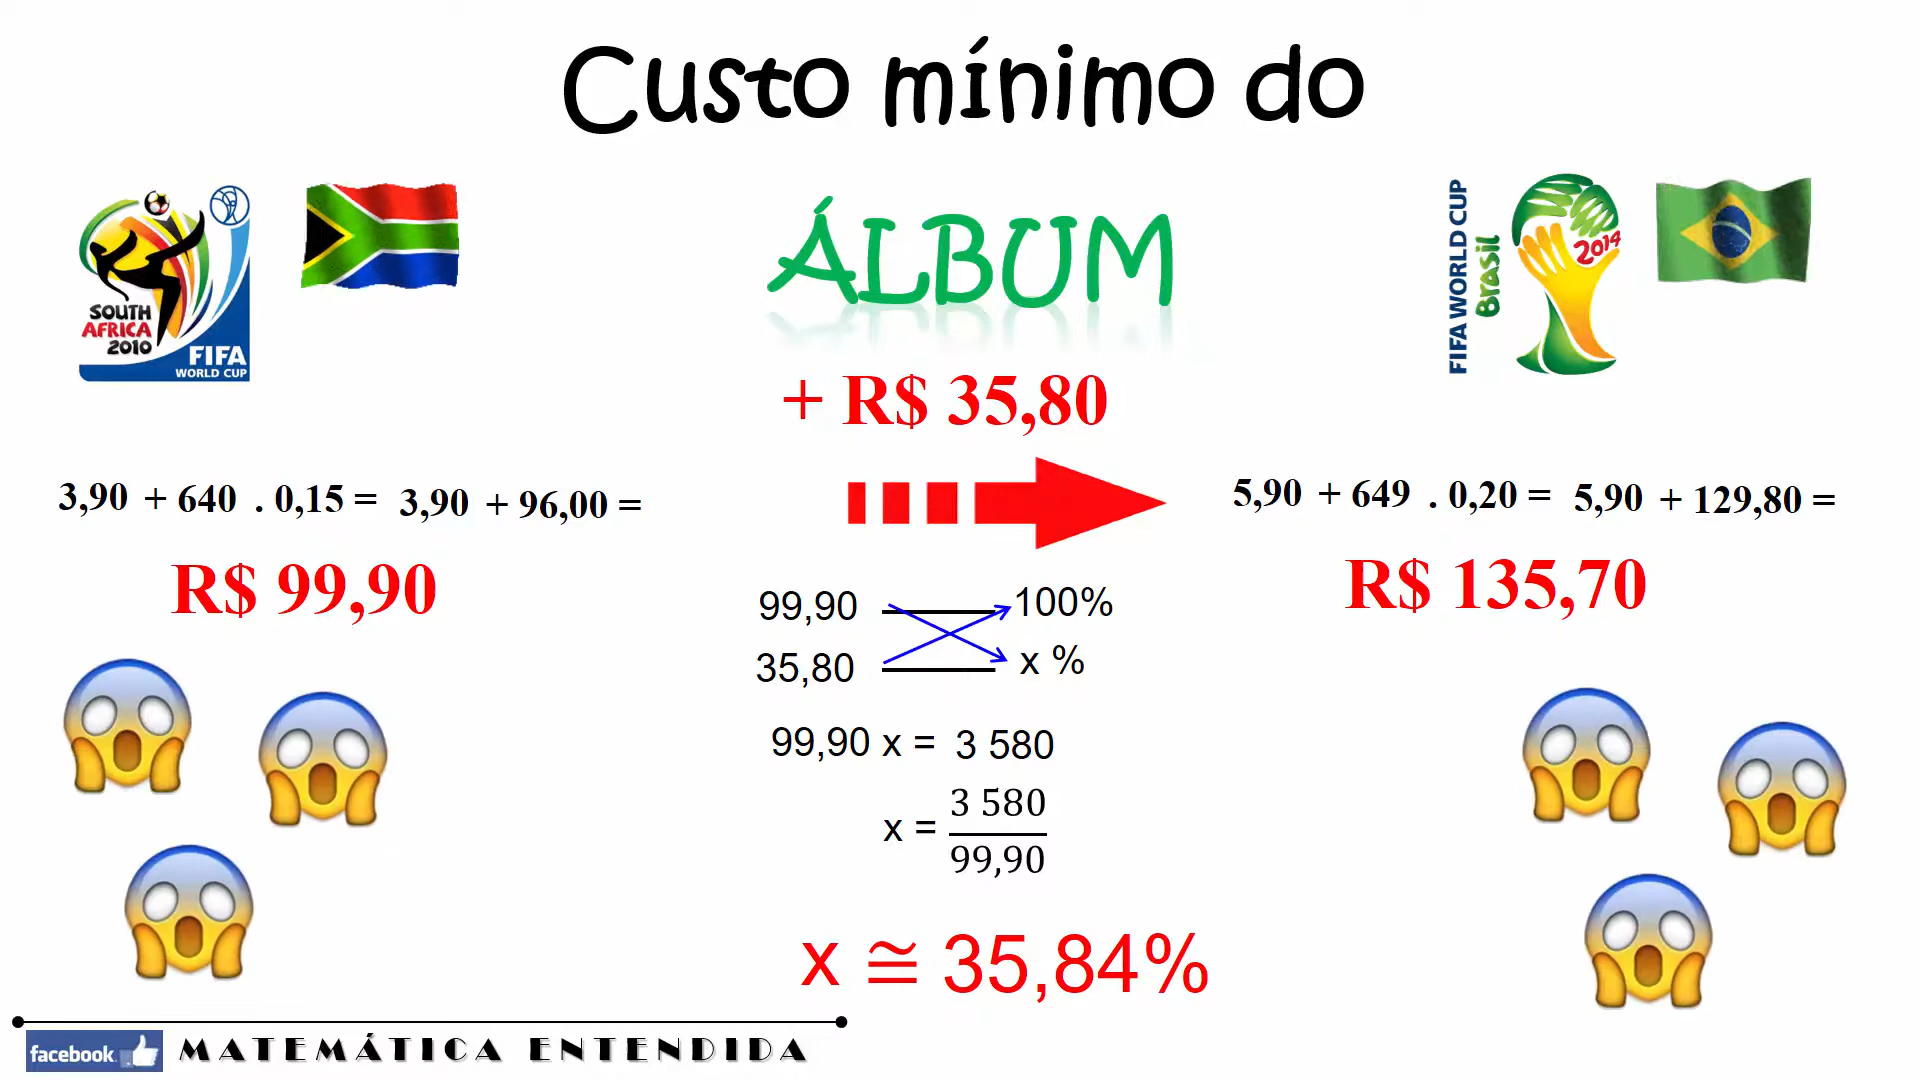 Custo mínimo do
ÁLBUM
SOUTH
AFRICA
2010
FIFA
WORLD CUP
FIFA WORLD CUP
Brasil
2014
+ R$ 35,80
3,90 + 640 . 0,15 = 3,90 + 96,00 =
R$ 99,90
5,90 + 649 . 0,20 = 5,90 + 129,80 =
R$ 135,70
99,90 100%
35,80 x %
99,90 x = 3 580
x = 3 580 / 99,90
x ≅ 35,84%
facebook. MATEMÁTICA ENTENDIDA